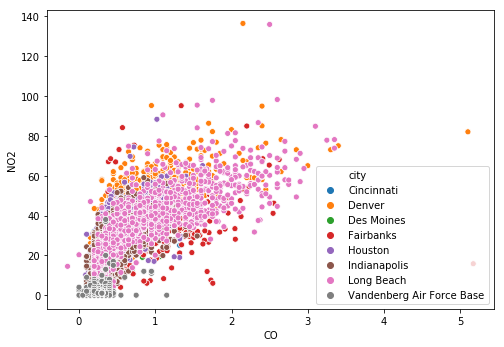 140
120
100
80
60
40
20
0
NO2
city
Cincinnati
Denver
Des Moines
Fairbanks
Houston
Indianapolis
Long Beach
Vandenberg Air Force Base
0 1 2 3 4 5
CO